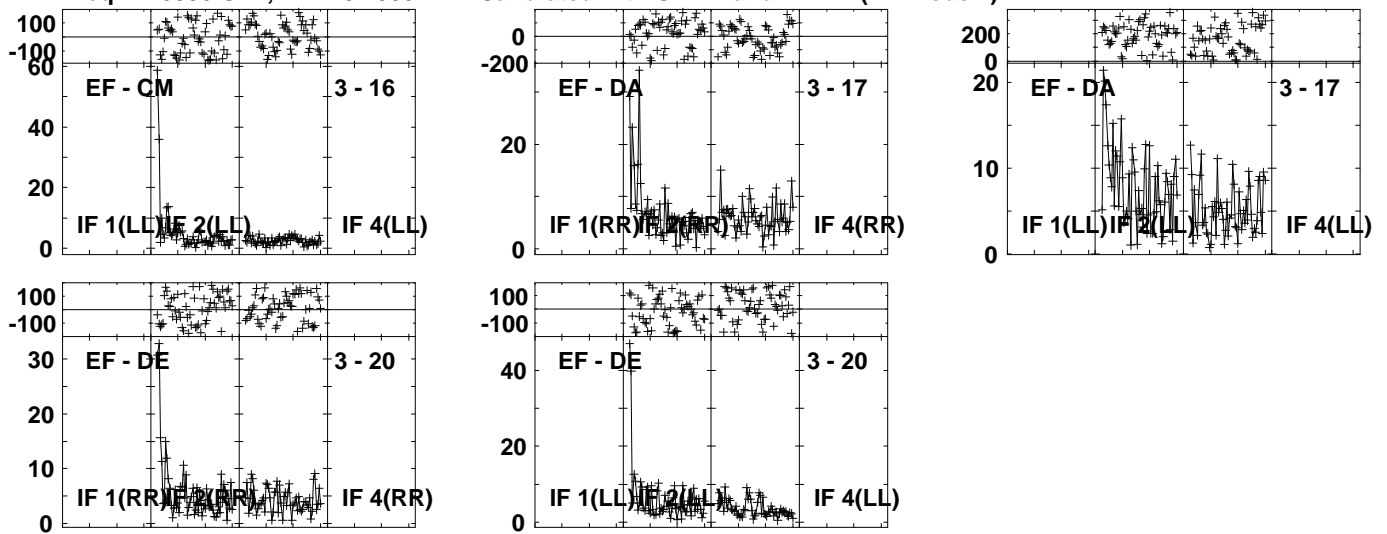 100
-100
60
40
20
0
EF - CM 3 - 16
IF 1(LL) IF 2(LL) IF 4(LL)
0
-200
20
0
EF - DA 3 - 17
IF 1(RR) IF 2(RR) IF 4(RR)
200
0
20
10
0
EF - DA 3 - 17
IF 1(LL) IF 2(LL) IF 4(LL)
100
-100
30
20
10
0
EF - DE 3 - 20
IF 1(RR) IF 2(RR) IF 4(RR)
100
-100
40
20
0
EF - DE 3 - 20
IF 1(LL) IF 2(LL) IF 4(LL)